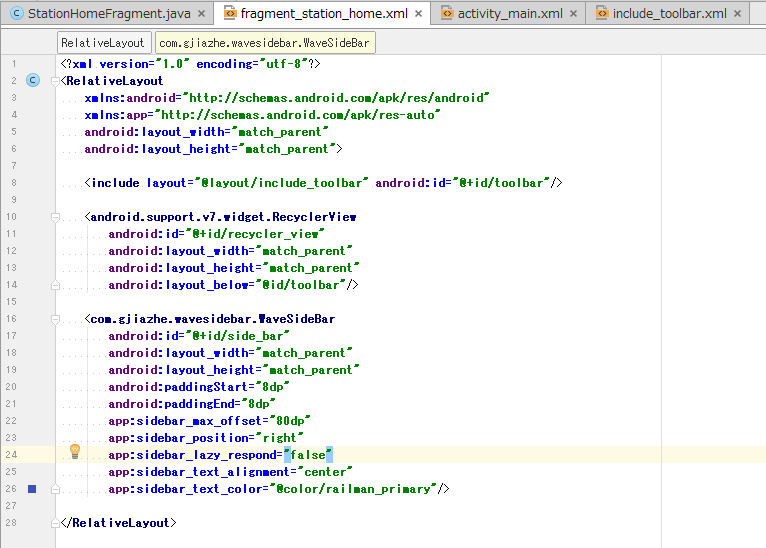 StationHomeFragment.java fragment_station_home.xml activity_main.xml include_toolbar.xml
RelativeLayout com.gjiazhe.wavesidebar.WaveSideBar
1 <?xml version="1.0" encoding="utf-8"?>
2 <RelativeLayout
3 xmlns:android="http://schemas.android.com/apk/res/android"
4 xmlns:app="http://schemas.android.com/apk/res-auto"
5 android:layout_width="match_parent"
6 android:layout_height="match_parent">
7
8 <include layout="@layout/include_toolbar" android:id="@+id/toolbar"/>
9
10 <android.support.v7.widget.RecyclerView
11 android:id="@+id/recycler_view"
12 android:layout_width="match_parent"
13 android:layout_height="match_parent"
14 android:layout_below="@id/toolbar"/>
15
16 <com.gjiazhe.wavesidebar.WaveSideBar
17 android:id="@+id/side_bar"
18 android:layout_width="match_parent"
19 android:layout_height="match_parent"
20 android:paddingStart="8dp"
21 android:paddingEnd="8dp"
22 app:sidebar_max_offset="80dp"
23 app:sidebar_position="right"
24 app:sidebar_lazy_respond="false"
25 app:sidebar_text_alignment="center"
26 app:sidebar_text_color="@color/railman_primary"/>
27
28 </RelativeLayout>